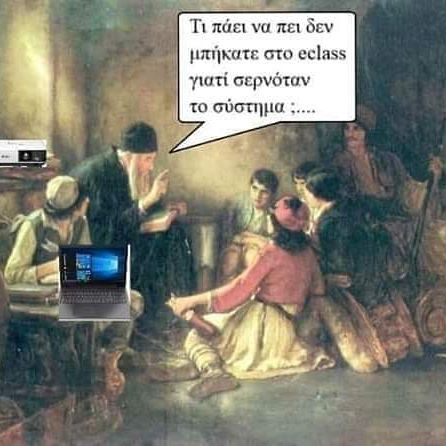 Τι πάει να πει δεν
μπήκατε στο eclass
γιατί σερνόταν
το σύστημα ;....